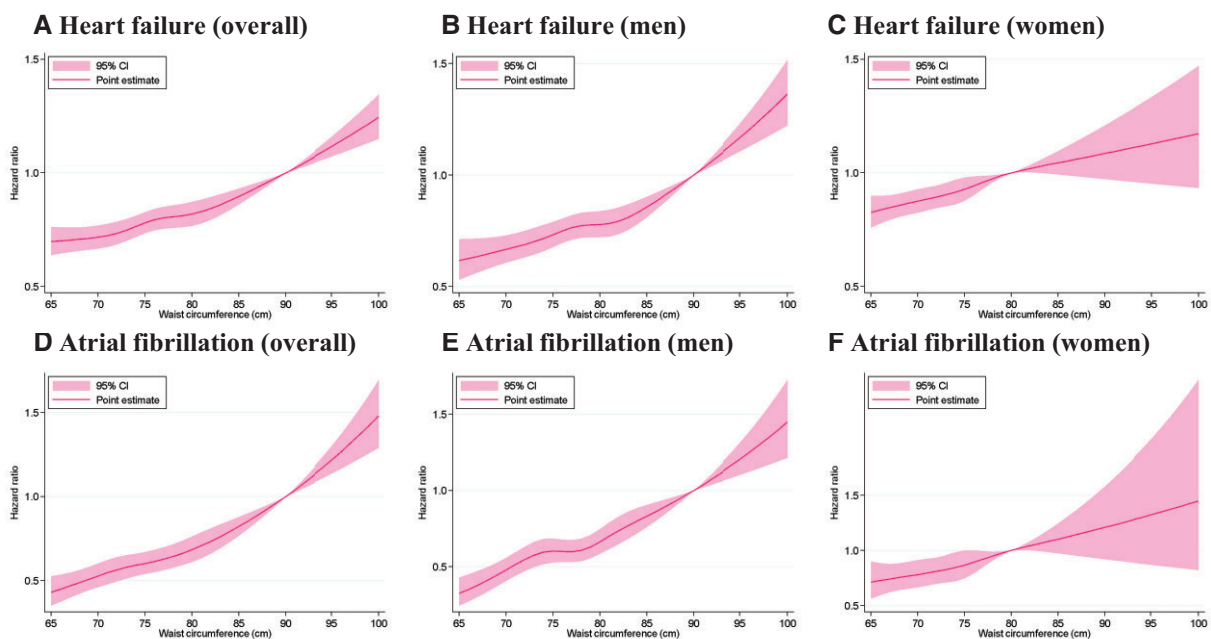 A Heart failure (overall)
1.5
95% CI
Point estimate
Hazard ratio
1.0
0.5
65 70 75 80 85 90 95 100
Waist circumference (cm)
B Heart failure (men)
1.5
95% CI
Point estimate
Hazard ratio
1.0
0.5
65 70 75 80 85 90 95 100
Waist circumference (cm)
C Heart failure (women)
1.5
95% CI
Point estimate
Hazard ratio
1.0
0.5
65 70 75 80 85 90 95 100
Waist circumference (cm)
D Atrial fibrillation (overall)
95% CI
Point estimate
1.5
Hazard ratio
1.0
0.5
65 70 75 80 85 90 95 100
Waist circumference (cm)
E Atrial fibrillation (men)
95% CI
Point estimate
1.5
Hazard ratio
1.0
0.5
65 70 75 80 85 90 95 100
Waist circumference (cm)
F Atrial fibrillation (women)
95% CI
Point estimate
Hazard ratio
1.5
1.0
0.5
65 70 75 80 85 90 95 100
Waist circumference (cm)